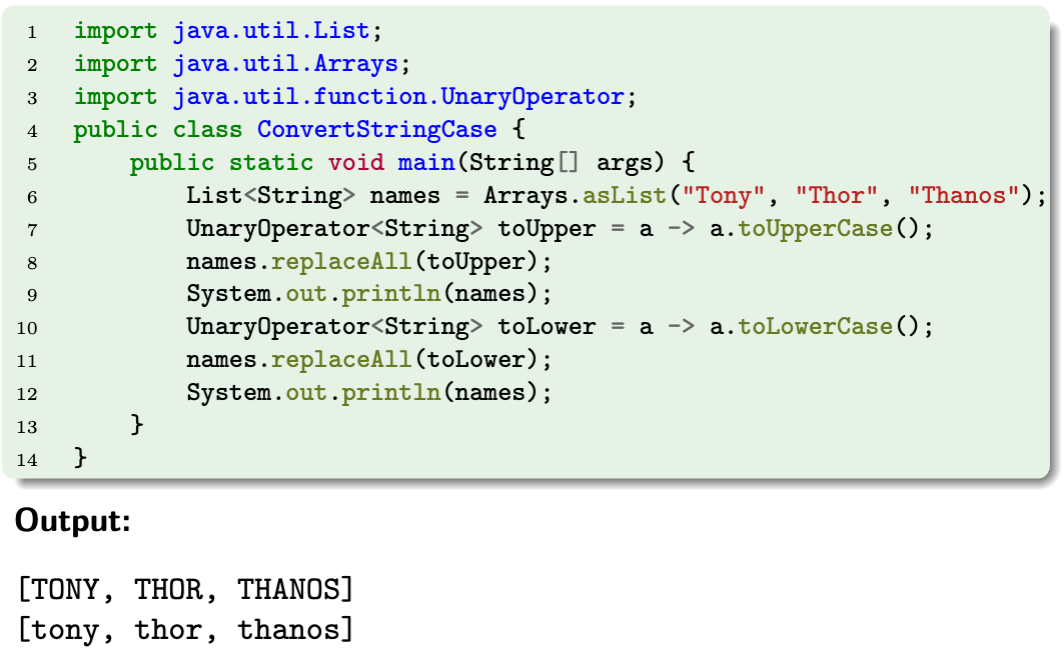 1 import java.util.List;
2 import java.util.Arrays;
3 import java.util.function.UnaryOperator;
4 public class ConvertStringCase {
5     public static void main(String[] args) {
6         List<String> names = Arrays.asList("Tony", "Thor", "Thanos");
7         UnaryOperator<String> toUpper = a -> a.toUpperCase();
8         names.replaceAll(toUpper);
9         System.out.println(names);
10         UnaryOperator<String> toLower = a -> a.toLowerCase();
11         names.replaceAll(toLower);
12         System.out.println(names);
13     }
14 }
Output:
[TONY, THOR, THANOS]
[tony, thor, thanos]